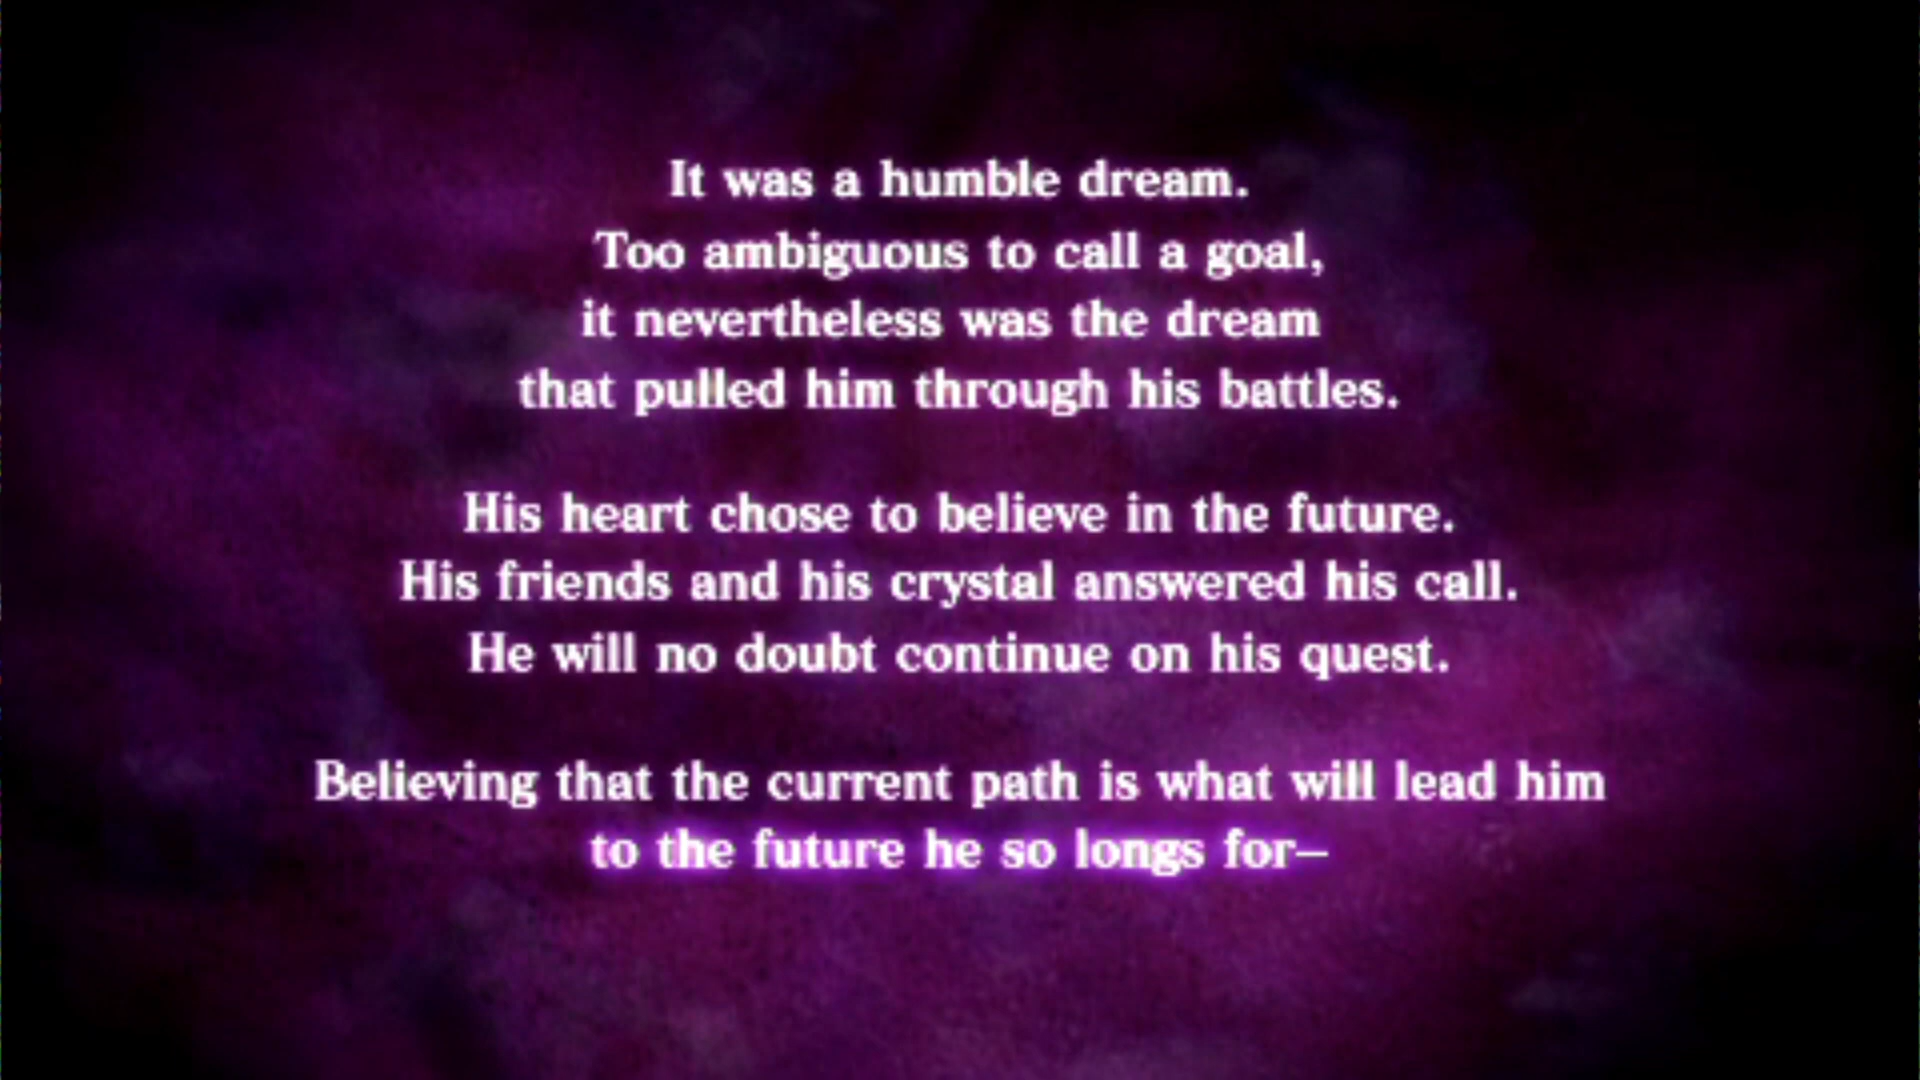 It was a humble dream.
Too ambiguous to call a goal,
it nevertheless was the dream
that pulled him through his battles.
His heart chose to believe in the future.
His friends and his crystal answered his call.
He will no doubt continue on his quest.
Believing that the current path is what will lead him
to the future he so longs for—